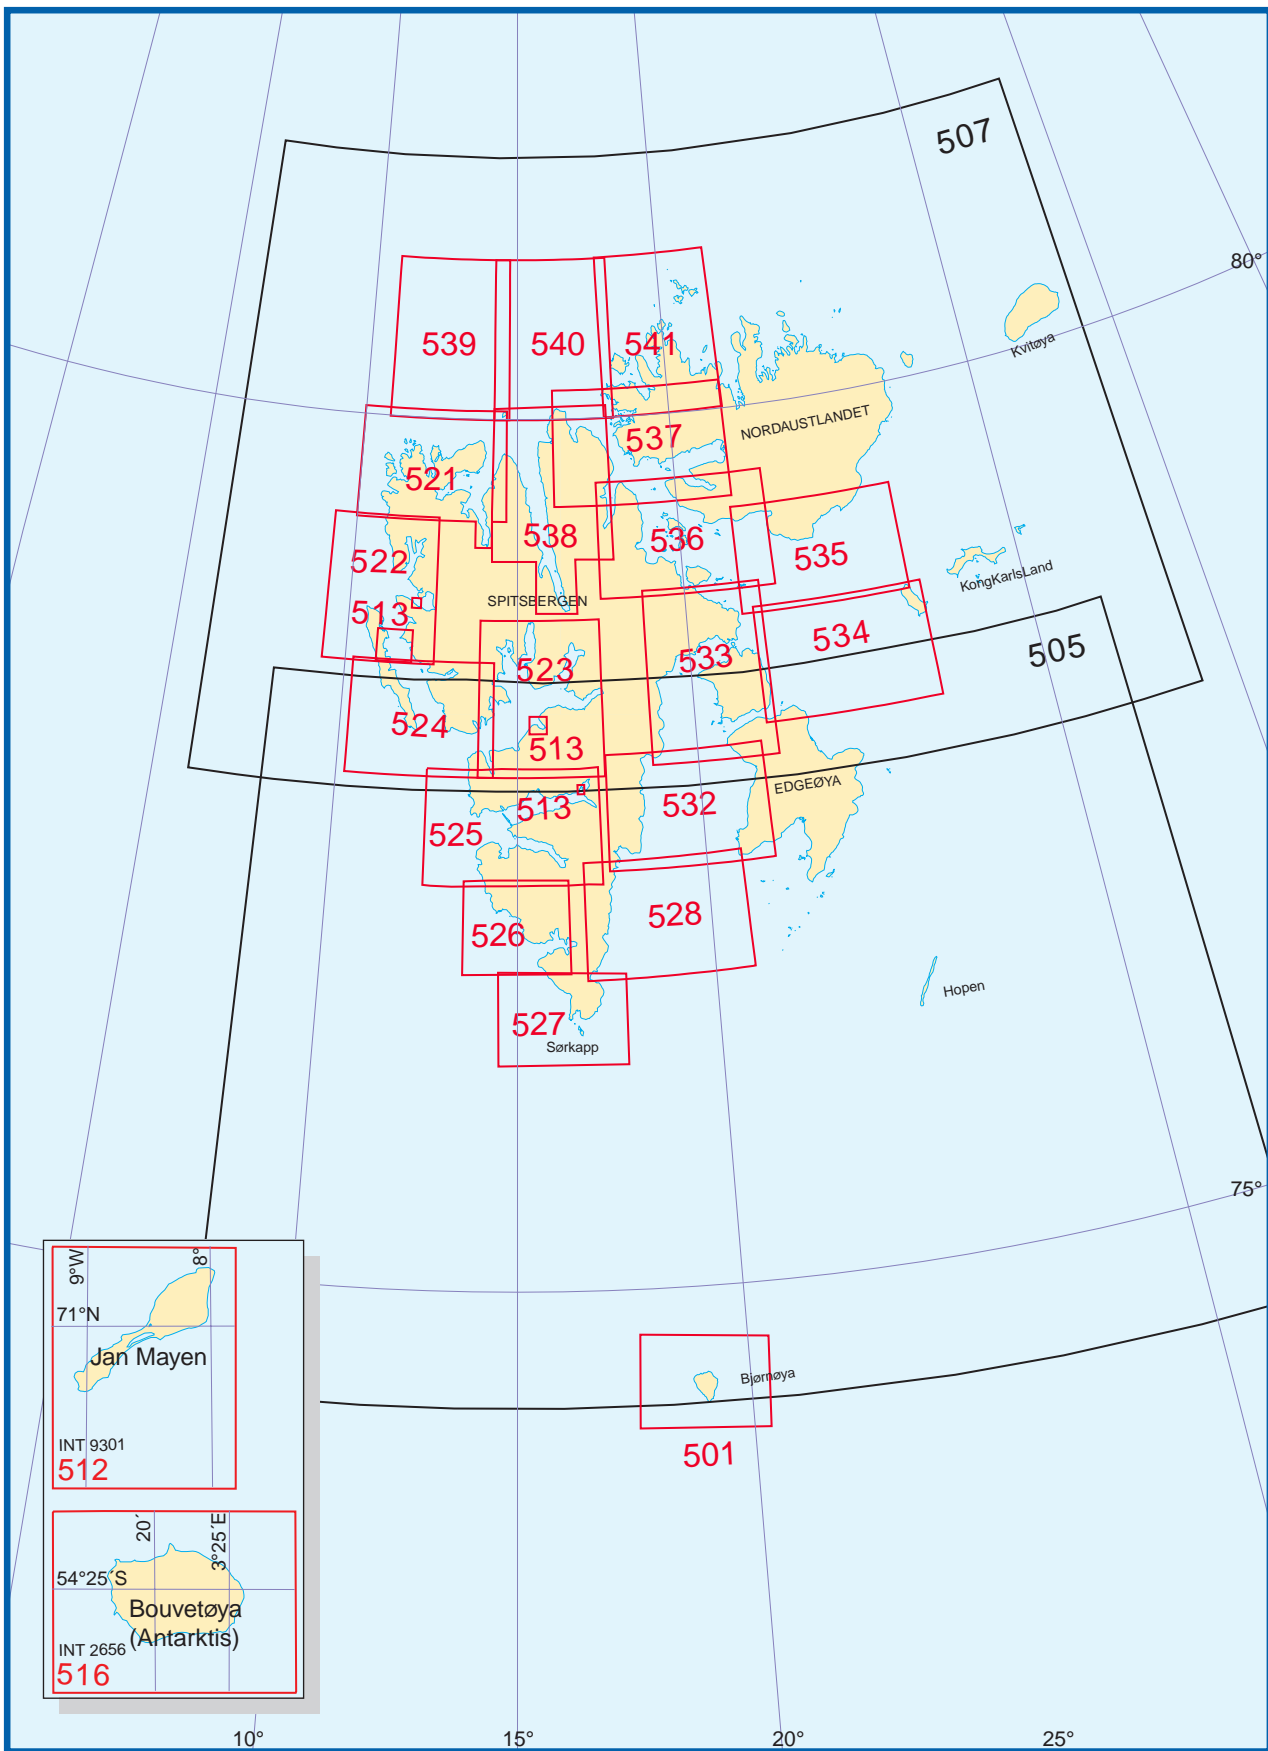 507
80°
539
540
541
Kvitøya
NORDAUSTLANDET
537
521
538
536
535
522
KongKarlsLand
SPITSBERGEN
513
534
505
533
523
524
513
EDGEØYA
532
513
525
528
526
Hopen
527
Sørkapp
75°
9°W
8°
71°N
Jan Mayen
INT 9301
512
Bjørnøya
501
20´
3°25´E
54°25´S
Bouvetøya
(Antarktis)
INT 2656
516
10°
15°
20°
25°